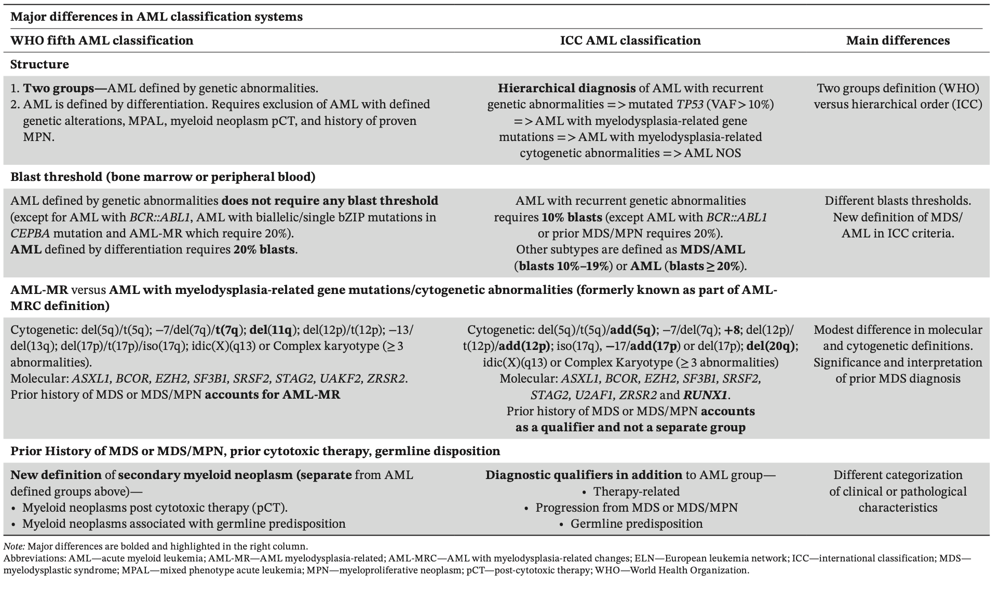 Major differences in AML classification systems
WHO fifth AML classification
ICC AML classification
Main differences
Structure
1. Two groups—AML defined by genetic abnormalities.
2. AML is defined by differentiation. Requires exclusion of AML with defined
genetic alterations, MPAL, myeloid neoplasm pCT, and history of proven
MPN.
Hierarchical diagnosis of AML with recurrent
genetic abnormalities => mutated TP53 (VAF > 10%)
=> AML with myelodysplasia-related gene
mutations => AML with myelodysplasia-related
cytogenetic abnormalities => AML NOS
Two groups definition (WHO)
versus hierarchical order (ICC)
Blast threshold (bone marrow or peripheral blood)
AML defined by genetic abnormalities does not require any blast threshold
(except for AML with BCR::ABL1, AML with biallelic/single bZIP mutations in
CEPBA mutation and AML-MR which require 20%).
AML defined by differentiation requires 20% blasts.
AML with recurrent genetic abnormalities
requires 10% blasts (except AML with BCR::ABL1
or prior MDS/MPN requires 20%).
Other subtypes are defined as MDS/AML
(blasts 10%–19%) or AML (blasts ≥ 20%).
Different blasts thresholds.
New definition of MDS/
AML in ICC criteria.
AML-MR versus AML with myelodysplasia-related gene mutations/cytogenetic abnormalities (formerly known as part of AML-
MRC definition)
Cytogenetic: del(5q)/t(5q); −7/del(7q)/t(7q); del(11q); del(12p)/t(12p); −13/
del(13q); del(17p)/t(17p)/iso(17q); idic(X)(q13) or Complex karyotype (≥ 3
abnormalities).
Molecular: ASXL1, BCOR, EZH2, SF3B1, SRSF2, STAG2, UAKF2, ZRSR2.
Prior history of MDS or MDS/MPN accounts for AML-MR
Cytogenetic: del(5q)/t(5q)/add(5q); −7/del(7q); +8; del(12p)/
t(12p)/add(12p); iso(17q), −17/add(17p) or del(17p); del(20q);
idic(X)(q13) or Complex Karyotype (≥ 3 abnormalities)
Molecular: ASXL1, BCOR, EZH2, SF3B1, SRSF2,
STAG2, U2AF1, ZRSR2 and RUNX1.
Prior history of MDS or MDS/MPN accounts
as a qualifier and not a separate group
Modest difference in molecular
and cytogenetic definitions.
Significance and interpretation
of prior MDS diagnosis
Prior History of MDS or MDS/MPN, prior cytotoxic therapy, germline disposition
New definition of secondary myeloid neoplasm (separate from AML
defined groups above)—
• Myeloid neoplasms post cytotoxic therapy (pCT).
• Myeloid neoplasms associated with germline predisposition
Diagnostic qualifiers in addition to AML group—
• Therapy-related
• Progression from MDS or MDS/MPN
• Germline predisposition
Different categorization
of clinical or pathological
characteristics
Note: Major differences are bolded and highlighted in the right column.
Abbreviations: AML—acute myeloid leukemia; AML-MR—AML myelodysplasia-related; AML-MRC—AML with myelodysplasia-related changes; ELN—European leukemia network; ICC—international classification; MDS—
myelodysplastic syndrome; MPAL—mixed phenotype acute leukemia; MPN—myeloproliferative neoplasm; pCT—post-cytotoxic therapy; WHO—World Health Organization.